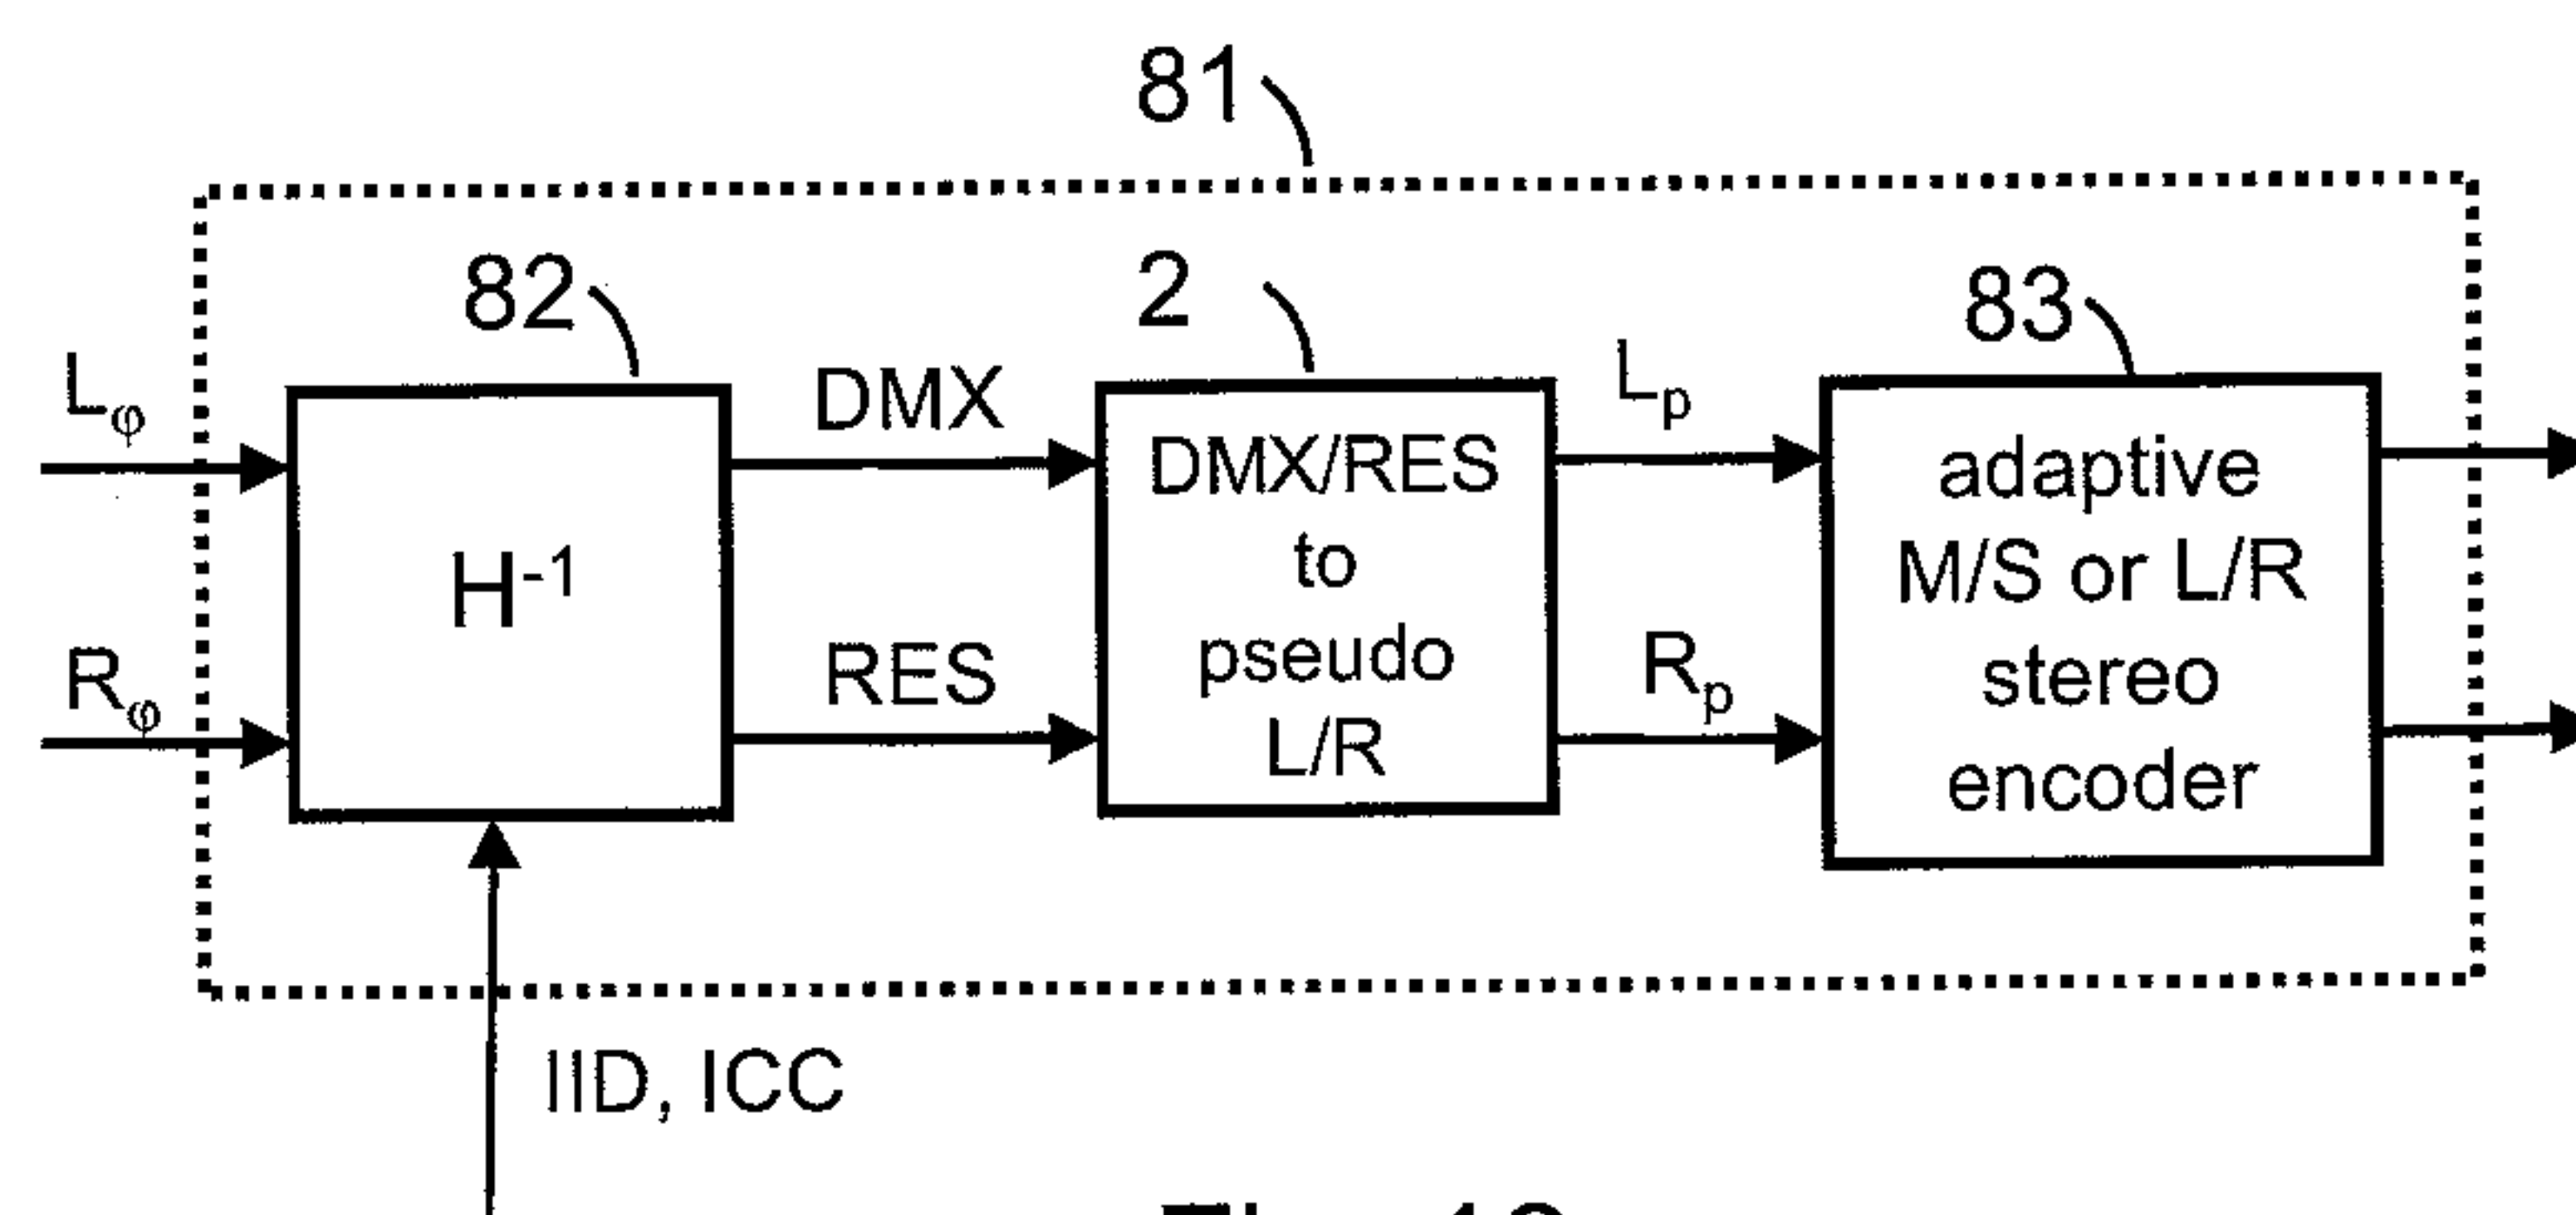 81
82
2
83
Lφ
DMX
Lp
Rφ
RES
Rp
H-1
DMX/RES
to
pseudo
L/R
adaptive
M/S or L/R
stereo
encoder
IID, ICC